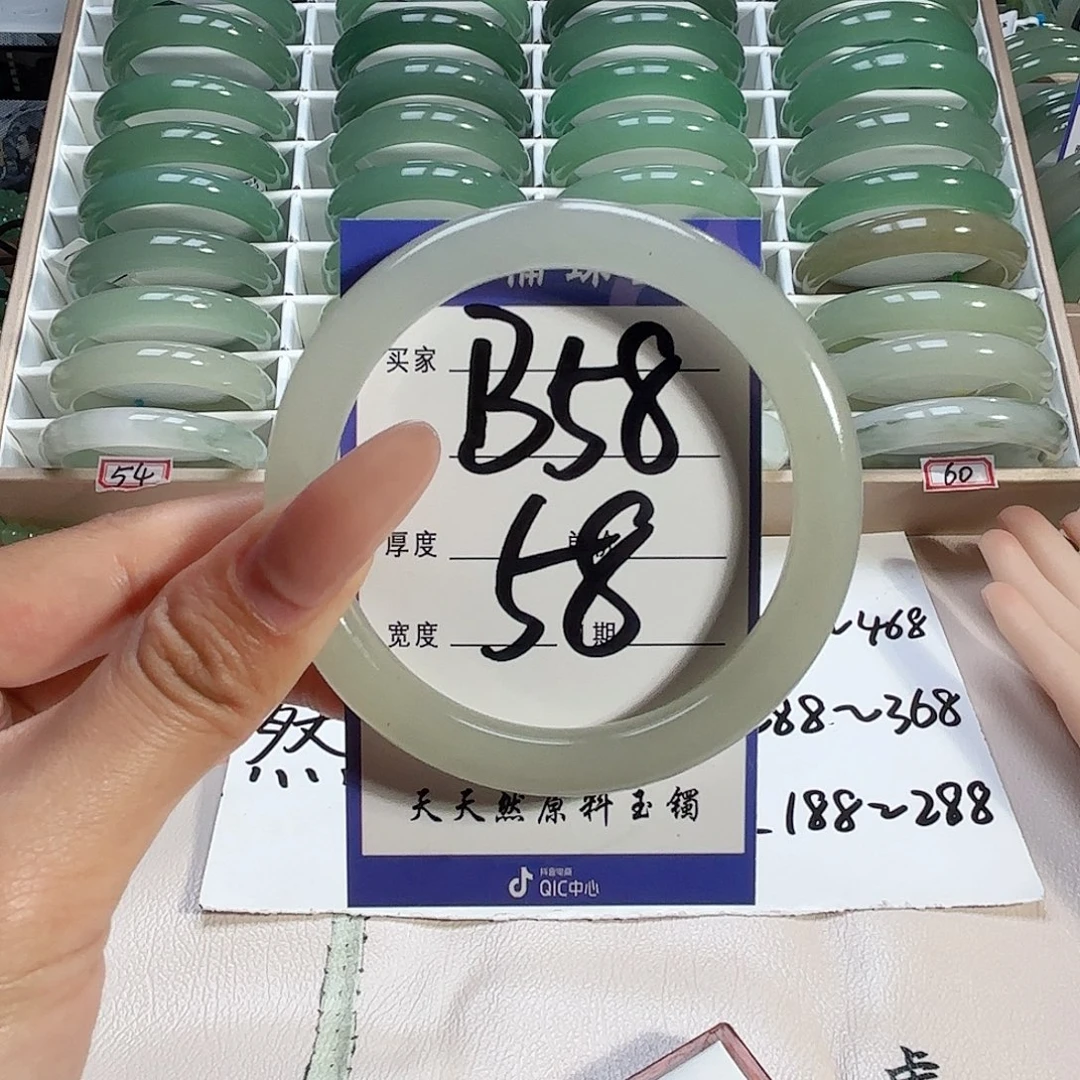 买家
B58
厚度
58
宽度
期
天天然原料玉镯
抖音电商
QIC中心
54
60
~468
88~368
188~288